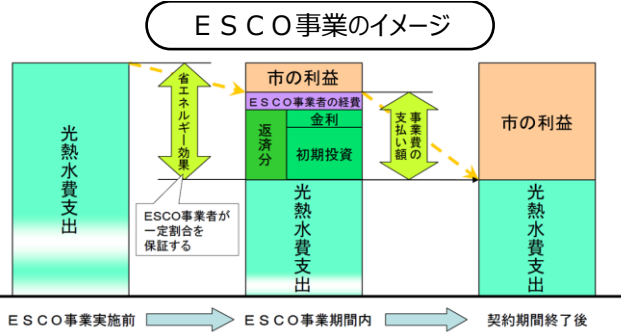 ＥＳＣＯ事業のイメージ
光熱水費支出
省エネルギー効果
ESCO事業者が
一定割合を
保証する
市の利益
ＥＳＣＯ事業者の経費
返済分
金利
初期投資
光熱水費支出
事業費の
支払い額
市の利益
光熱水費支出
ＥＳＣＯ事業実施前
ＥＳＣＯ事業期間内
契約期間終了後